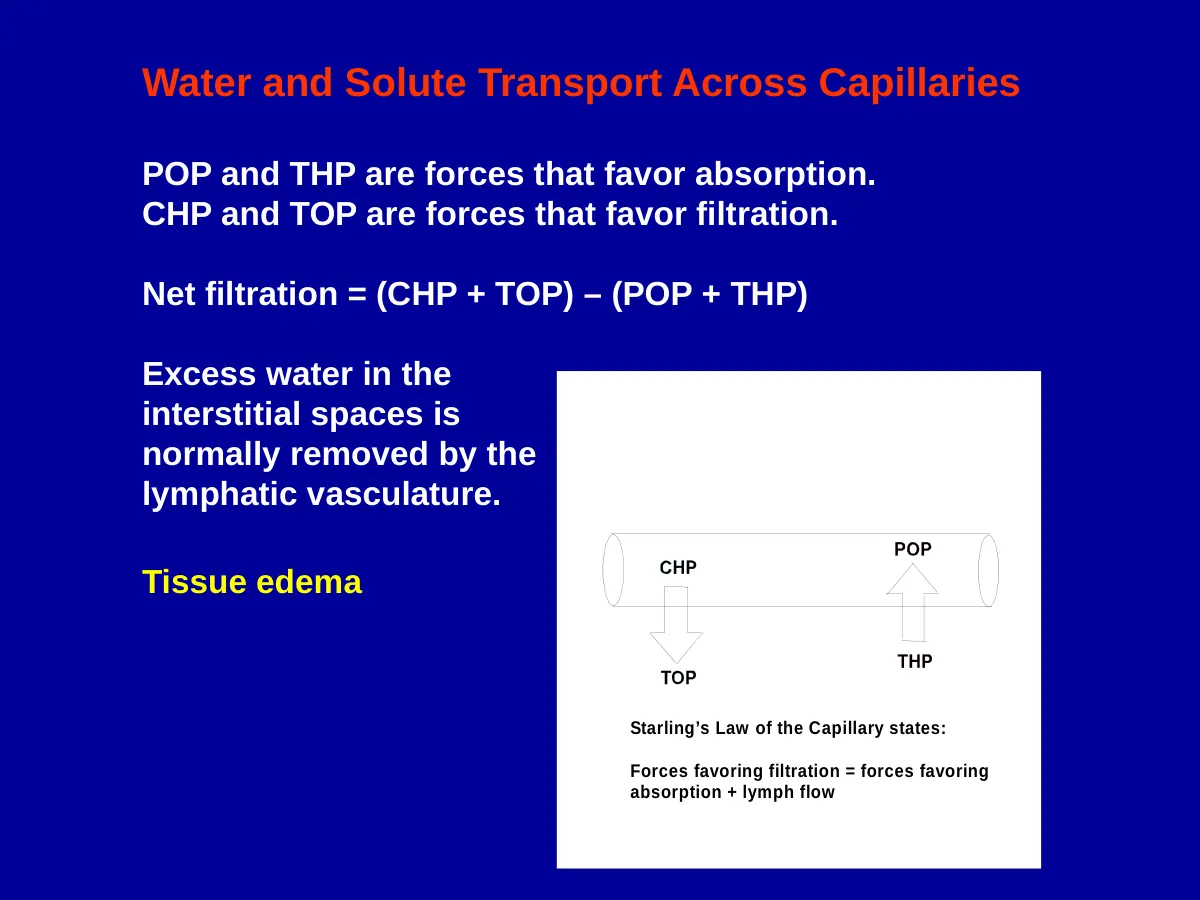 Water and Solute Transport Across Capillaries
POP and THP are forces that favor absorption.
CHP and TOP are forces that favor filtration.
Net filtration = (CHP + TOP) – (POP + THP)
Excess water in the
interstitial spaces is
normally removed by the
lymphatic vasculature.
Tissue edema
POP
CHP
THP
TOP
Starling’s Law of the Capillary states:
Forces favoring filtration = forces favoring
absorption + lymph flow